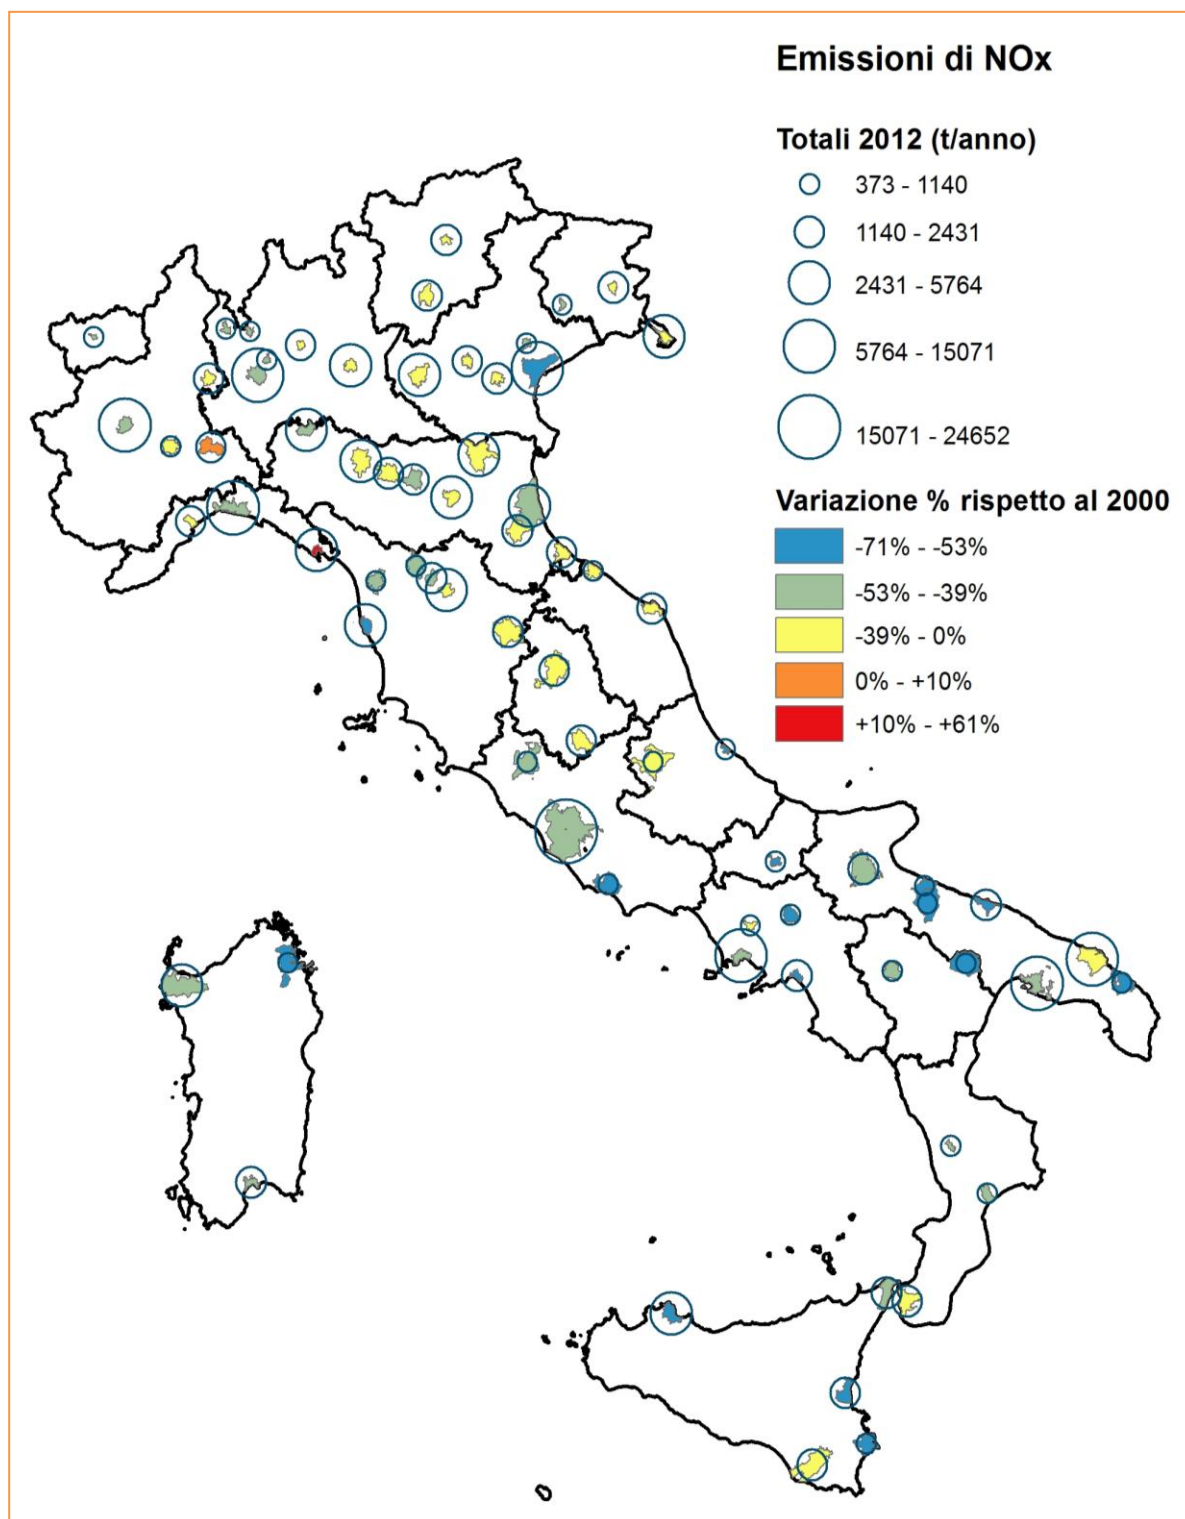 Emissioni di NOx
Totali 2012 (t/anno)
373 - 1140
1140 - 2431
2431 - 5764
5764 - 15071
15071 - 24652
Variazione % rispetto al 2000
-71% - -53%
-53% - -39%
-39% - 0%
0% - +10%
+10% - +61%